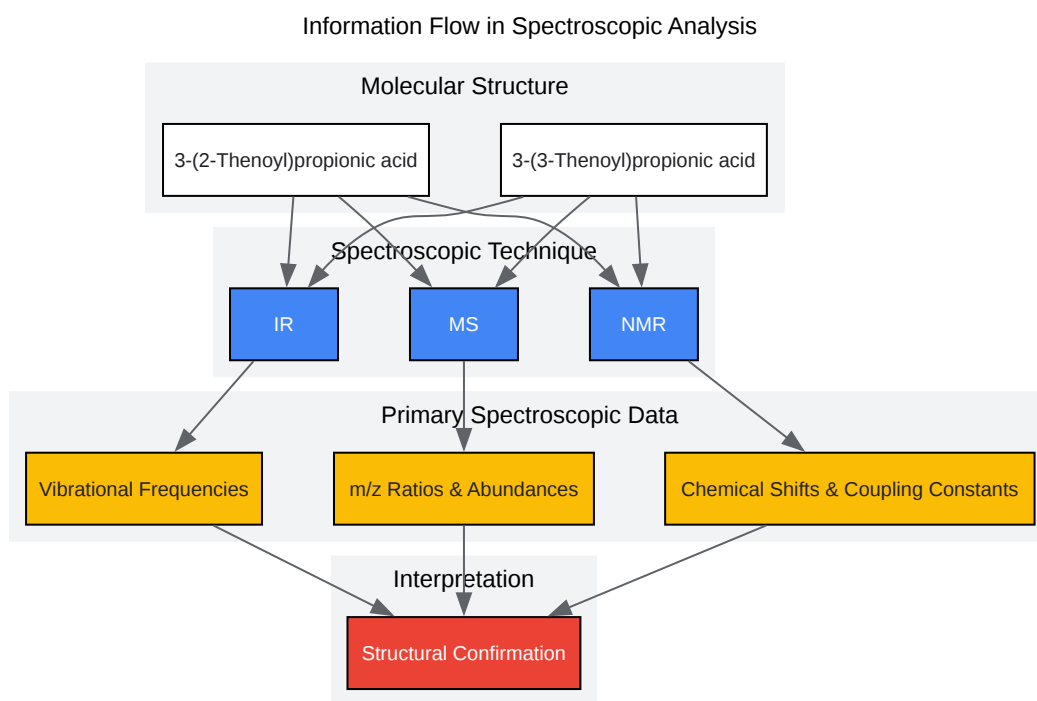 Information Flow in Spectroscopic Analysis
Molecular Structure
3-(2-Thenoyl)propionic acid
3-(3-Thenoyl)propionic acid
Spectroscopic Technique
IR
MS
NMR
Primary Spectroscopic Data
Vibrational Frequencies
m/z Ratios & Abundances
Chemical Shifts & Coupling Constants
Interpretation
Structural Confirmation